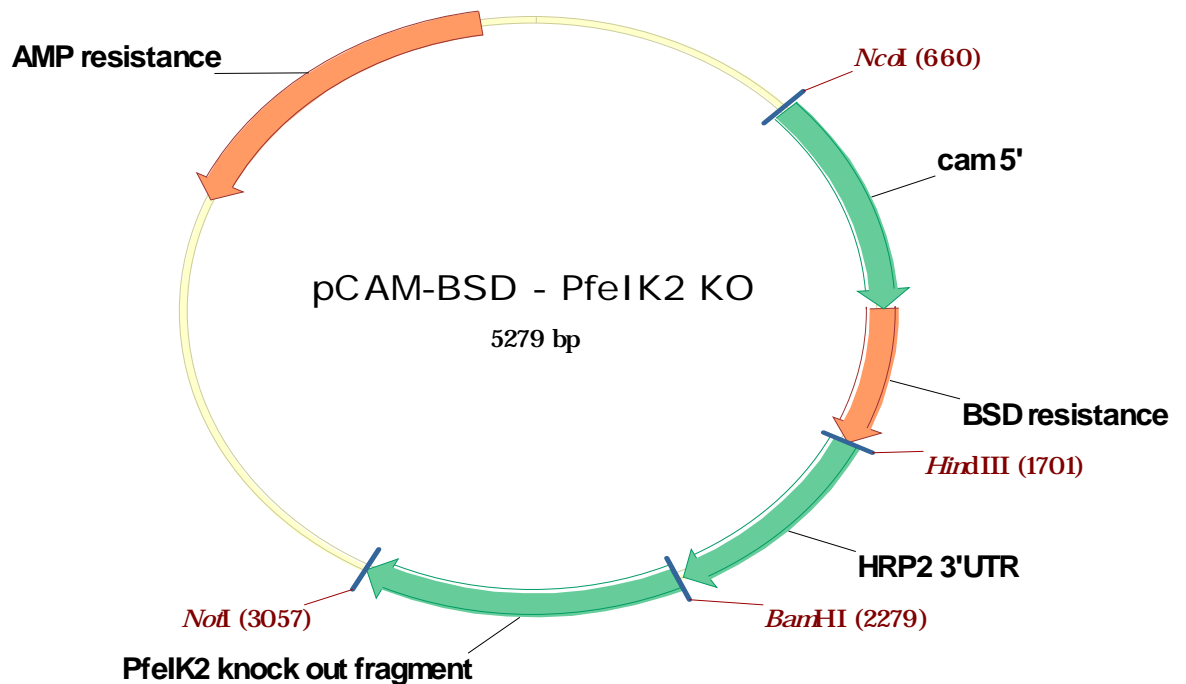 AMP resistance
NcoI (660)
cam 5'
pCAM-BSD - PfeIK2 KO
5279 bp
BSD resistance
HindIII (1701)
HRP2 3'UTR
BamHI (2279)
NotI (3057)
PfeIK2 knock out fragment